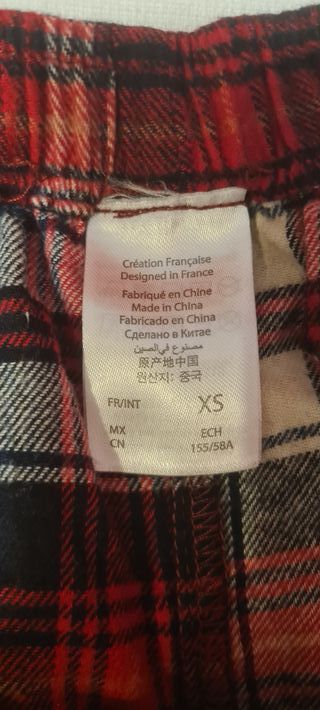 Création Française
Designed in France
Fabriqué en Chine
Made in China
Fabricado en China
Сделано в Китае
مصنوع في الصين
原产地中国
원산지: 중국
FR/INT XS
MX ECH
CN 155/58A